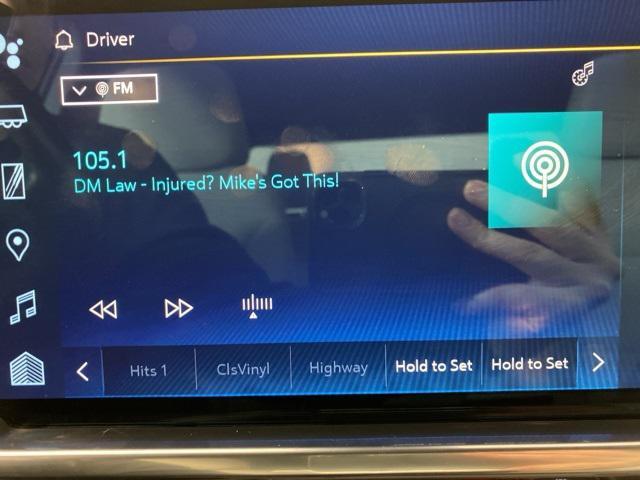 Driver
FM
105.1
DM Law - Injured? Mike's Got This!
Hits 1
ClsVinyl
Highway
Hold to Set
Hold to Set